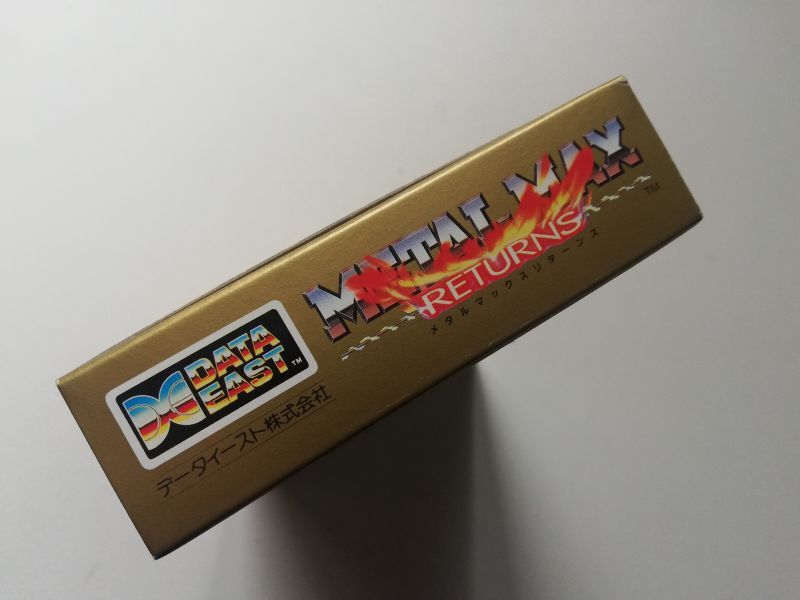 DATA
EAST™
データイースト株式会社
METAL MAX
RETURNS
™
メタルマックスリターンズ